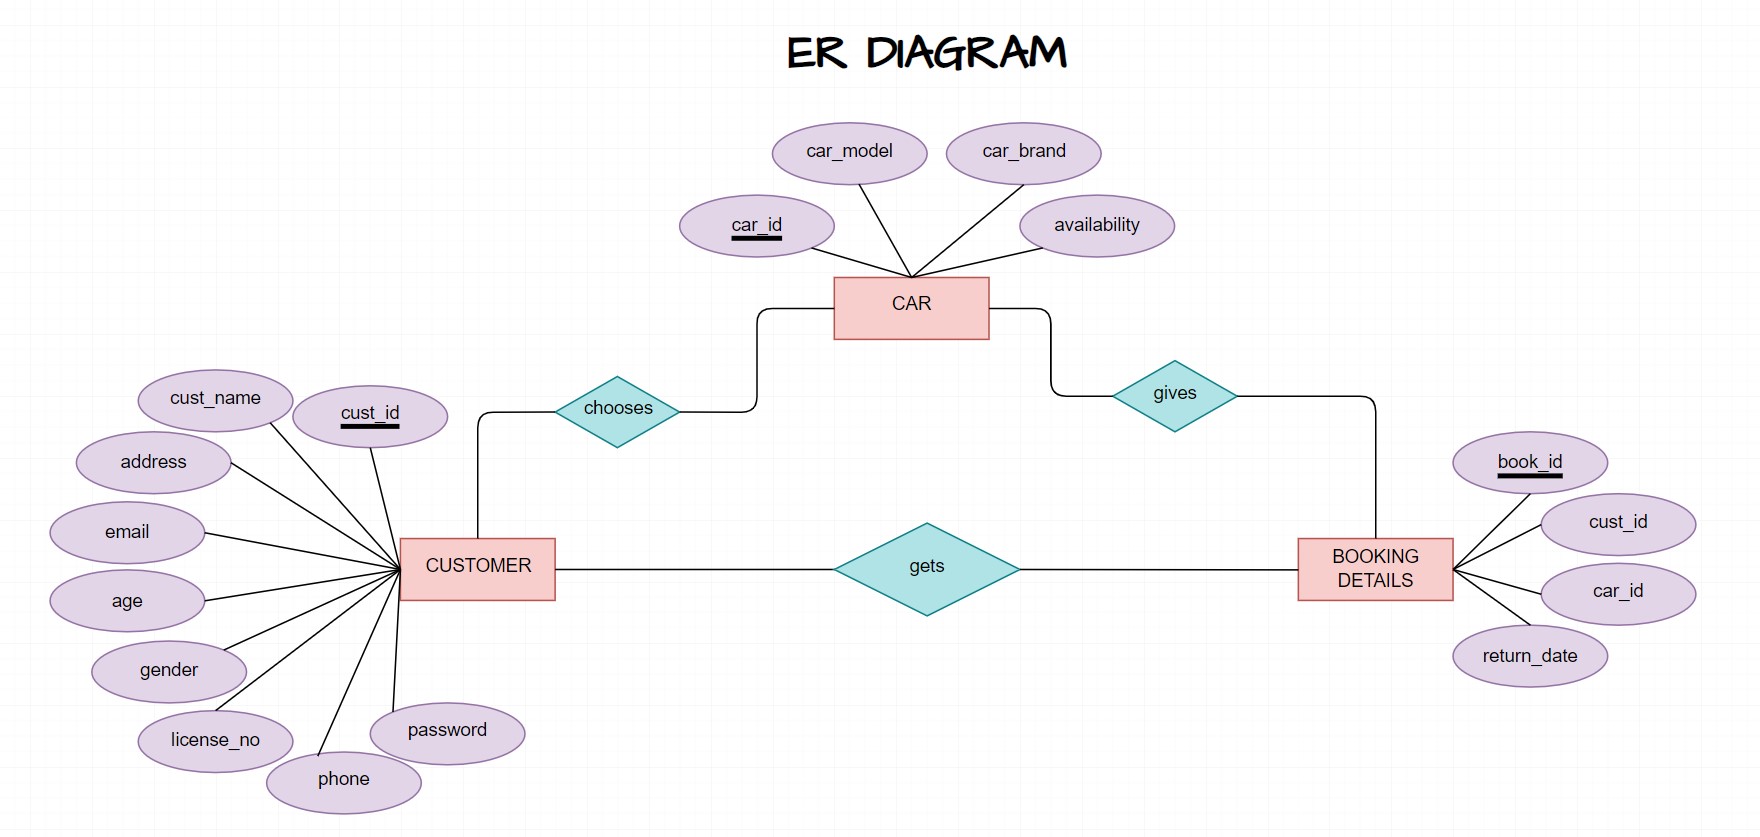 ER DIAGRAM
car_model
car_brand
car_id
availability
CAR
chooses
gives
cust_name
cust_id
address
email
age
gender
license_no
phone
password
CUSTOMER
gets
BOOKING
DETAILS
book_id
cust_id
car_id
return_date